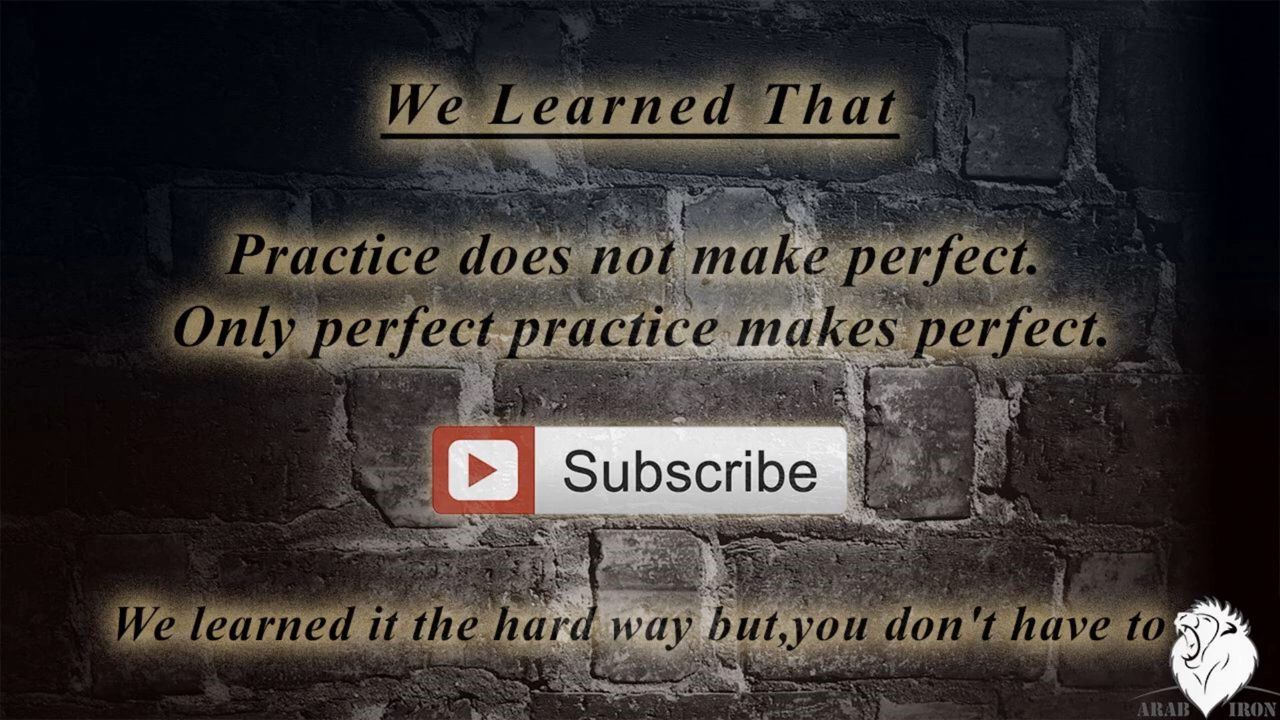 We Learned That
Practice does not make perfect.
Only perfect practice makes perfect.
Subscribe
We learned it the hard way but,you don't have to
ARAB IRON